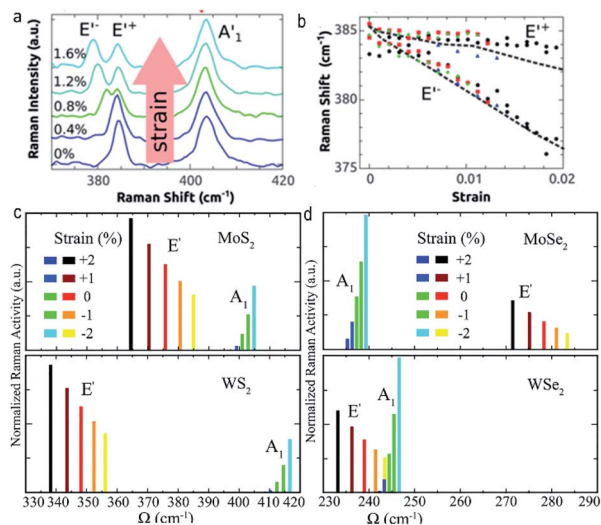 a
E'- E'+ A'₁
Raman Intensity (a.u.)
1.6%
1.2%
0.8%
0.4%
0%
strain
380 400 420
Raman Shift (cm⁻¹)
b
E'+
E'-
Raman Shift (cm⁻¹)
385
380
375
0 0.01 0.02
Strain
c
Normalized Raman Activity (a.u.)
Strain (%)
+2
+1
0
-1
-2
MoS₂
E'
A₁
WS₂
E'
A₁
330 340 350 360 370 380 390 400 410
Ω (cm⁻¹)
d
Normalized Raman Activity (a.u.)
Strain (%)
+2
+1
0
-1
-2
MoSe₂
A₁
E'
WSe₂
E'
A₁
230 240 250 260 270 280 290
Ω (cm⁻¹)